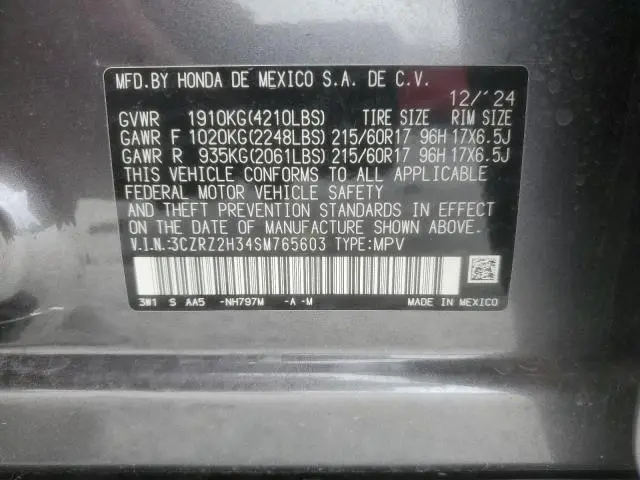 MFD.BY HONDA DE MEXICO S.A. DE C.V.
12/'24
GVWR 1910KG(4210LBS) TIRE SIZE RIM SIZE
GAWR F 1020KG(2248LBS) 215/60R17 96H 17X6.5J
GAWR R 935KG(2061LBS) 215/60R17 96H 17X6.5J
THIS VEHICLE CONFORMS TO ALL APPLICABLE
FEDERAL MOTOR VEHICLE SAFETY
AND THEFT PREVENTION STANDARDS IN EFFECT
ON THE DATE OF MANUFACTURE SHOWN ABOVE.
V.I.N.:3CZRZ2H34SM765603 TYPE:MPV
3W1 S AA5 -NH797M -A -M MADE IN MEXICO